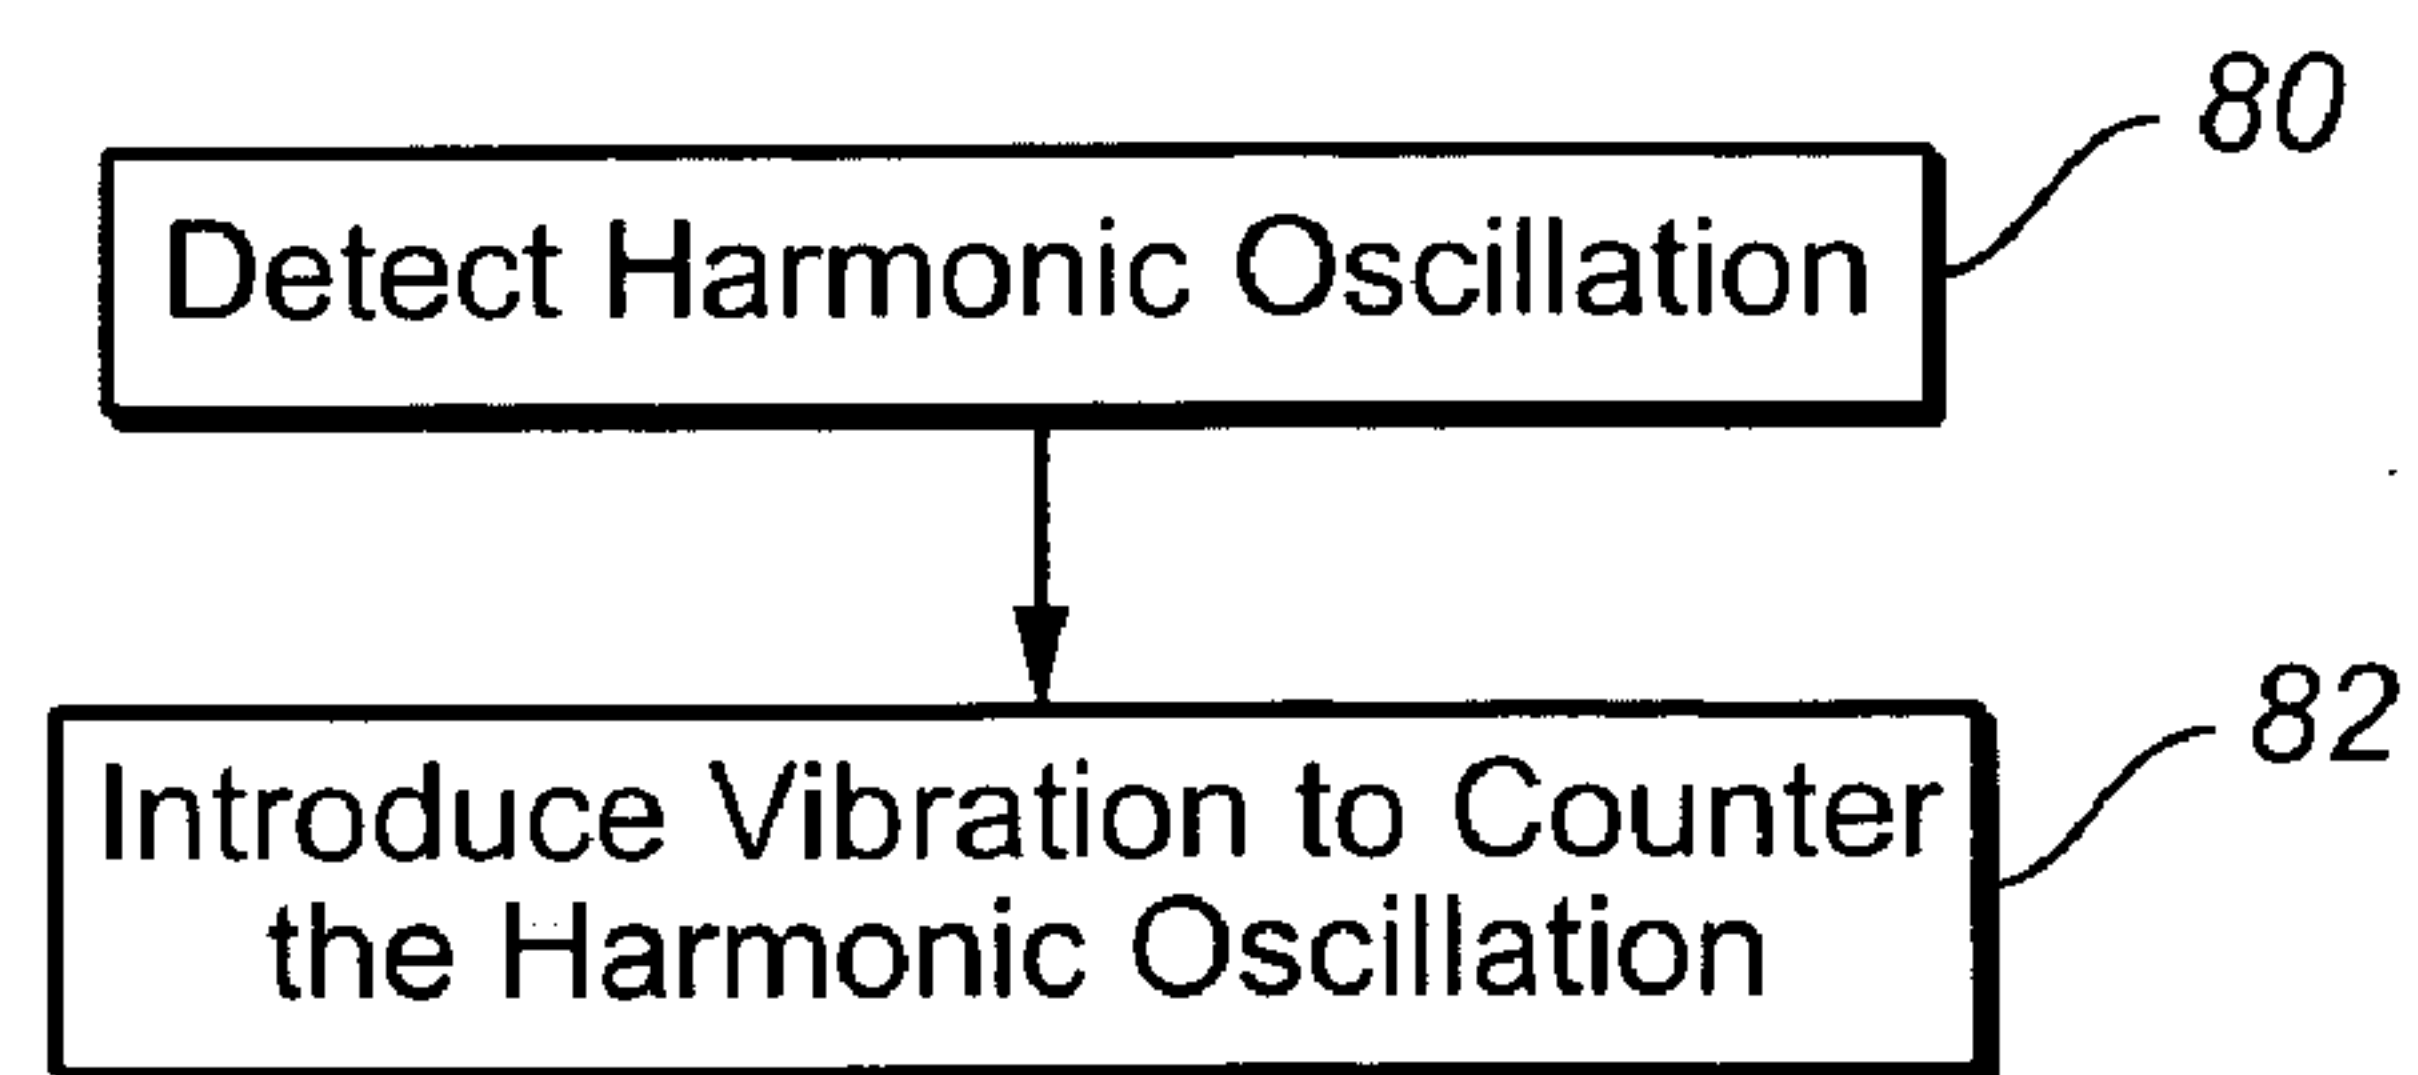 80
Detect Harmonic Oscillation
82
Introduce Vibration to Counter
the Harmonic Oscillation